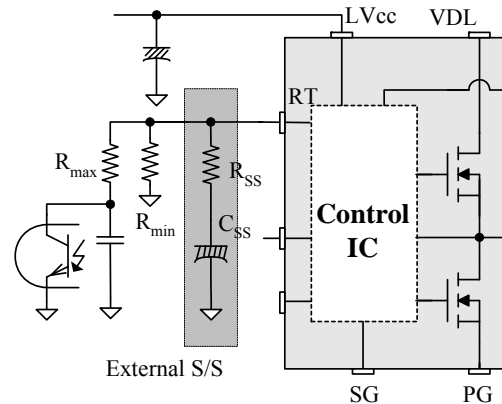 LVcc
VDL
RT
Rmax
Rmin
RSS
CSS
Control
IC
External S/S
SG
PG